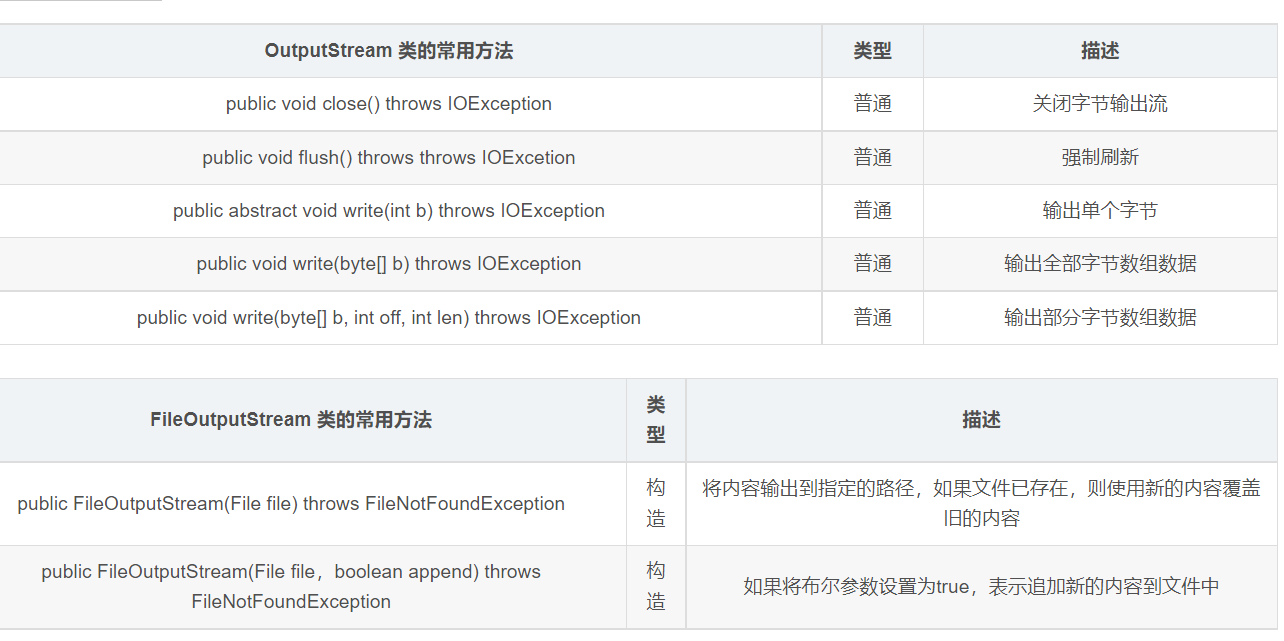 OutputStream 类的常用方法 类型 描述
public void close() throws IOException 普通 关闭字节输出流
public void flush() throws throws IOExcetion 普通 强制刷新
public abstract void write(int b) throws IOException 普通 输出单个字节
public void write(byte[] b) throws IOException 普通 输出全部字节数组数据
public void write(byte[] b, int off, int len) throws IOException 普通 输出部分字节数组数据
FileOutputStream 类的常用方法
类
型
描述
public FileOutputStream(File file) throws FileNotFoundException
构
造
将内容输出到指定的路径，如果文件已存在，则使用新的内容覆盖
旧的内容
public FileOutputStream(File file，boolean append) throws
FileNotFoundException
构
造
如果将布尔参数设置为true，表示追加新的内容到文件中